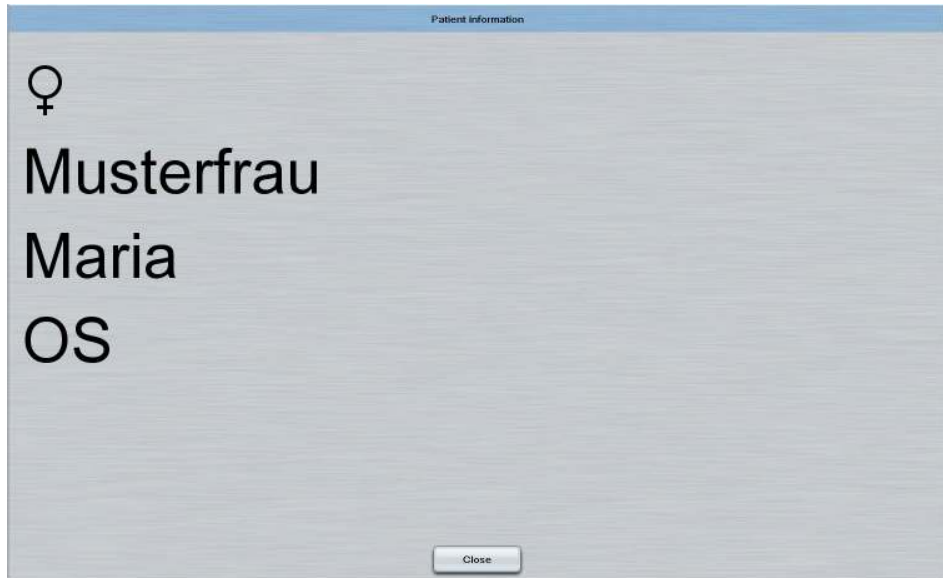 Patient information
♀
Musterfrau
Maria
OS
Close